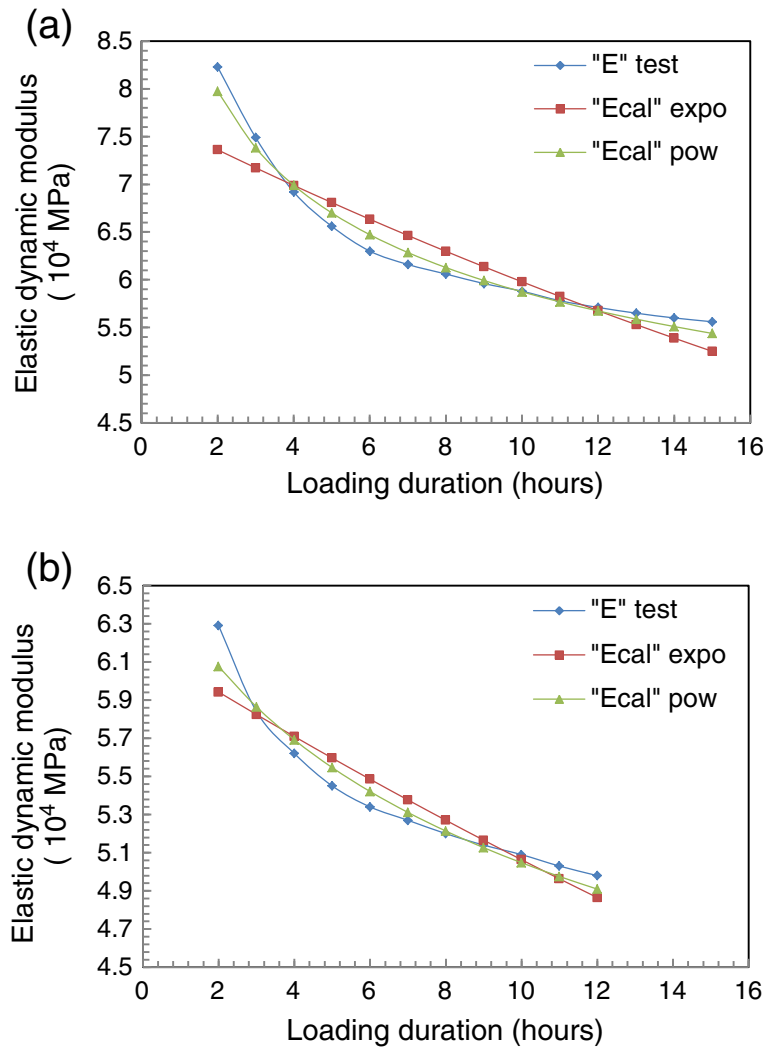 (a)
8.5
8
7.5
7
6.5
6
5.5
5
4.5
Elastic dynamic modulus
( 10⁴ MPa)
"E" test
"Ecal" expo
"Ecal" pow
0 2 4 6 8 10 12 14 16
Loading duration (hours)
(b)
6.5
6.3
6.1
5.9
5.7
5.5
5.3
5.1
4.9
4.7
4.5
Elastic dynamic modulus
( 10⁴ MPa)
"E" test
"Ecal" expo
"Ecal" pow
0 2 4 6 8 10 12 14 16
Loading duration (hours)